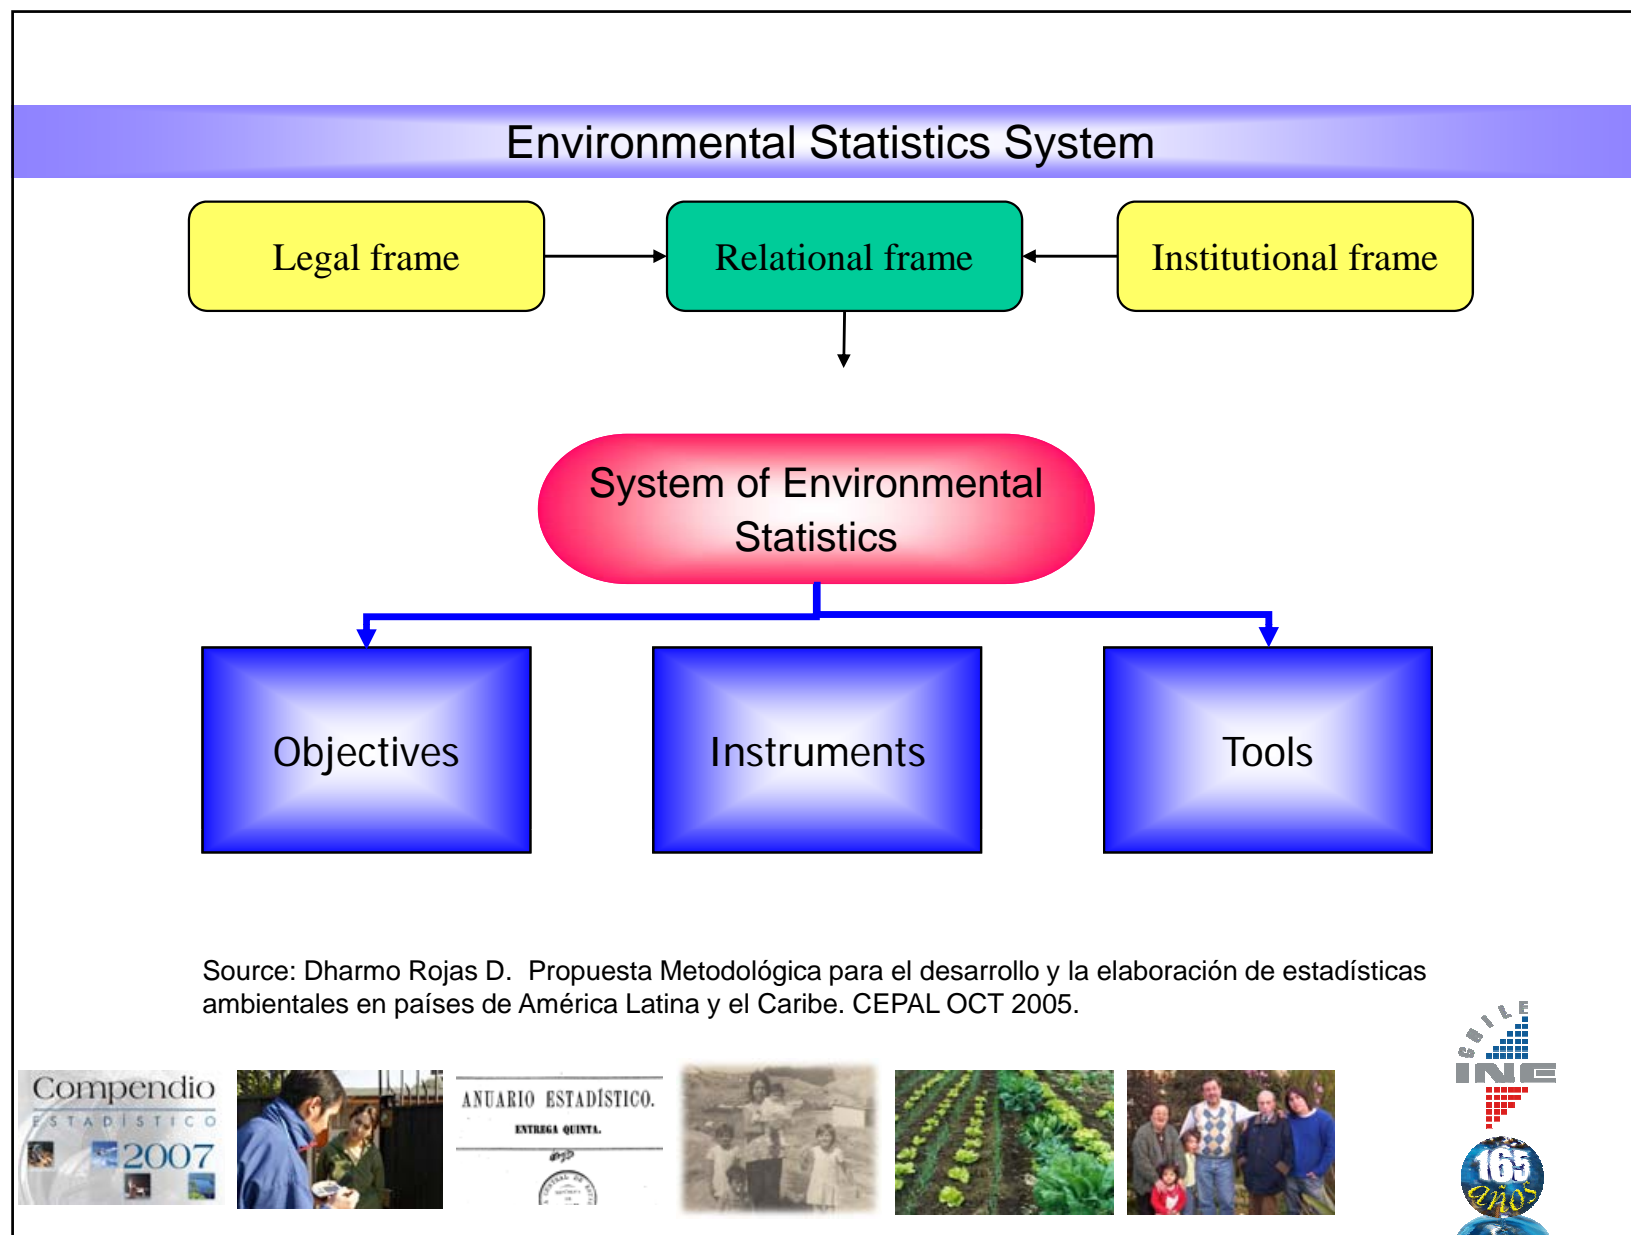 Environmental Statistics System
Legal frame
Relational frame
Institutional frame
System of Environmental
Statistics
Objectives
Instruments
Tools
Source: Dharmo Rojas D.  Propuesta Metodológica para el desarrollo y la elaboración de estadísticas
ambientales en países de América Latina y el Caribe. CEPAL OCT 2005.
Compendio
ESTADISTICO
2007
ANUARIO ESTADÍSTICO.
ENTREGA QUINTA.
CHILE
INE
165
años